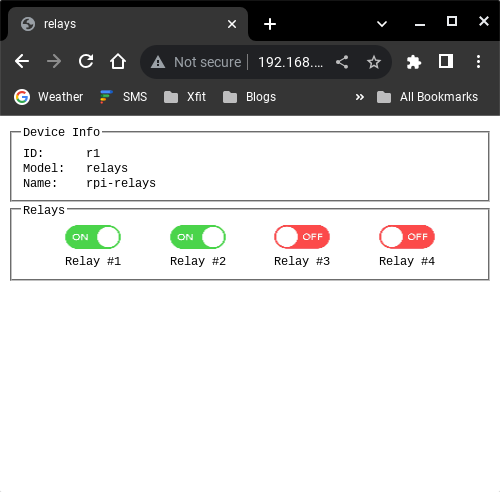 relays
Not secure 192.168....
Weather SMS Xfit Blogs » All Bookmarks
Device Info
ID: r1
Model: relays
Name: rpi-relays
Relays
ON ON OFF OFF
Relay #1 Relay #2 Relay #3 Relay #4